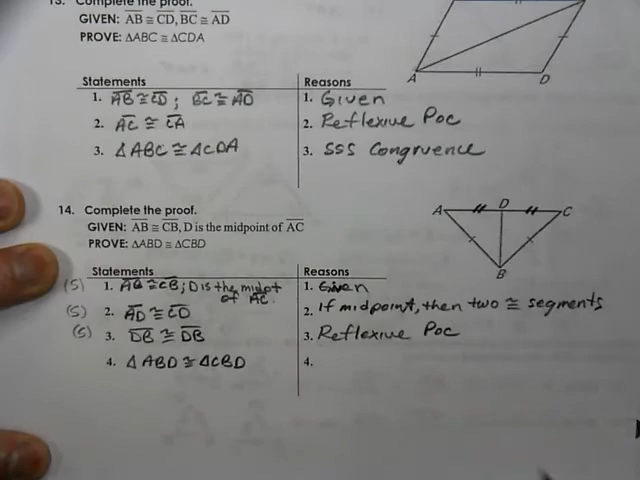 13. Complete the proof.
GIVEN: AB ≅ CD, BC ≅ AD
PROVE: ΔABC ≅ ΔCDA
A
D
Statements
Reasons
1. AB ≅ CD ; BC ≅ AD
1. Given
2. AC ≅ CA
2. Reflexive PoC
3. Δ ABC ≅ ΔCDA
3. SSS Congruence
14. Complete the proof.
GIVEN: AB ≅ CB, D is the midpoint of AC
PROVE: ΔABD ≅ ΔCBD
A
D
C
B
Statements
Reasons
(S) 1. AB ≅ CB; D is the midpt
of AC.
1. Given
(S) 2. AD ≅ CD
2. If midpoint, then two ≅ segments
(S) 3. DB ≅ DB
3. Reflexive PoC
4. Δ ABD ≅ ΔCBD
4.